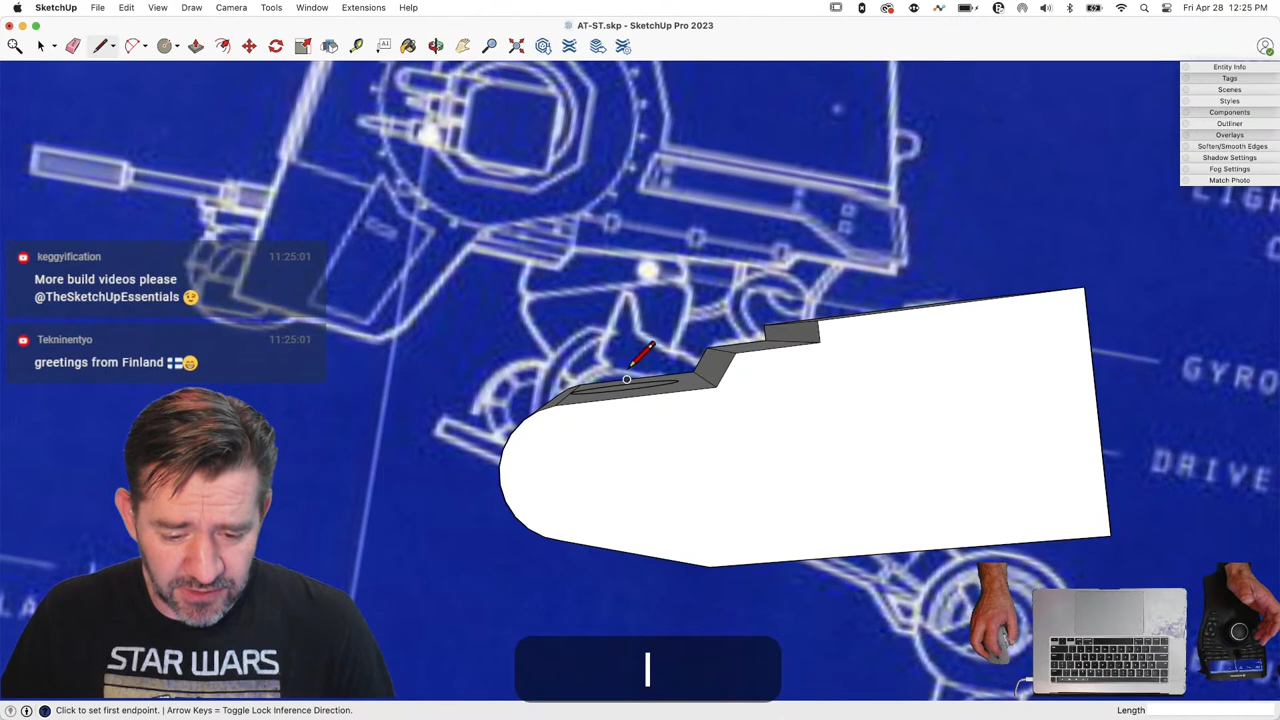 SketchUp File Edit View Draw Camera Tools Window Extensions Help
Fri Apr 28 12:25 PM
AT-ST.skp - SketchUp Pro 2023
Entity Info
Tags
Scenes
Styles
Components
Outliner
Overlays
Soften/Smooth Edges
Shadow Settings
Fog Settings
Match Photo
keggyification 11:25:01
More build videos please
@TheSketchUpEssentials 😉
Tekninentyo 11:25:01
greetings from Finland 🇫🇮😁
LIGH
GYRO
DRIVE
STAR WARS
l
Click to set first endpoint. | Arrow Keys = Toggle Lock Inference Direction.
Length